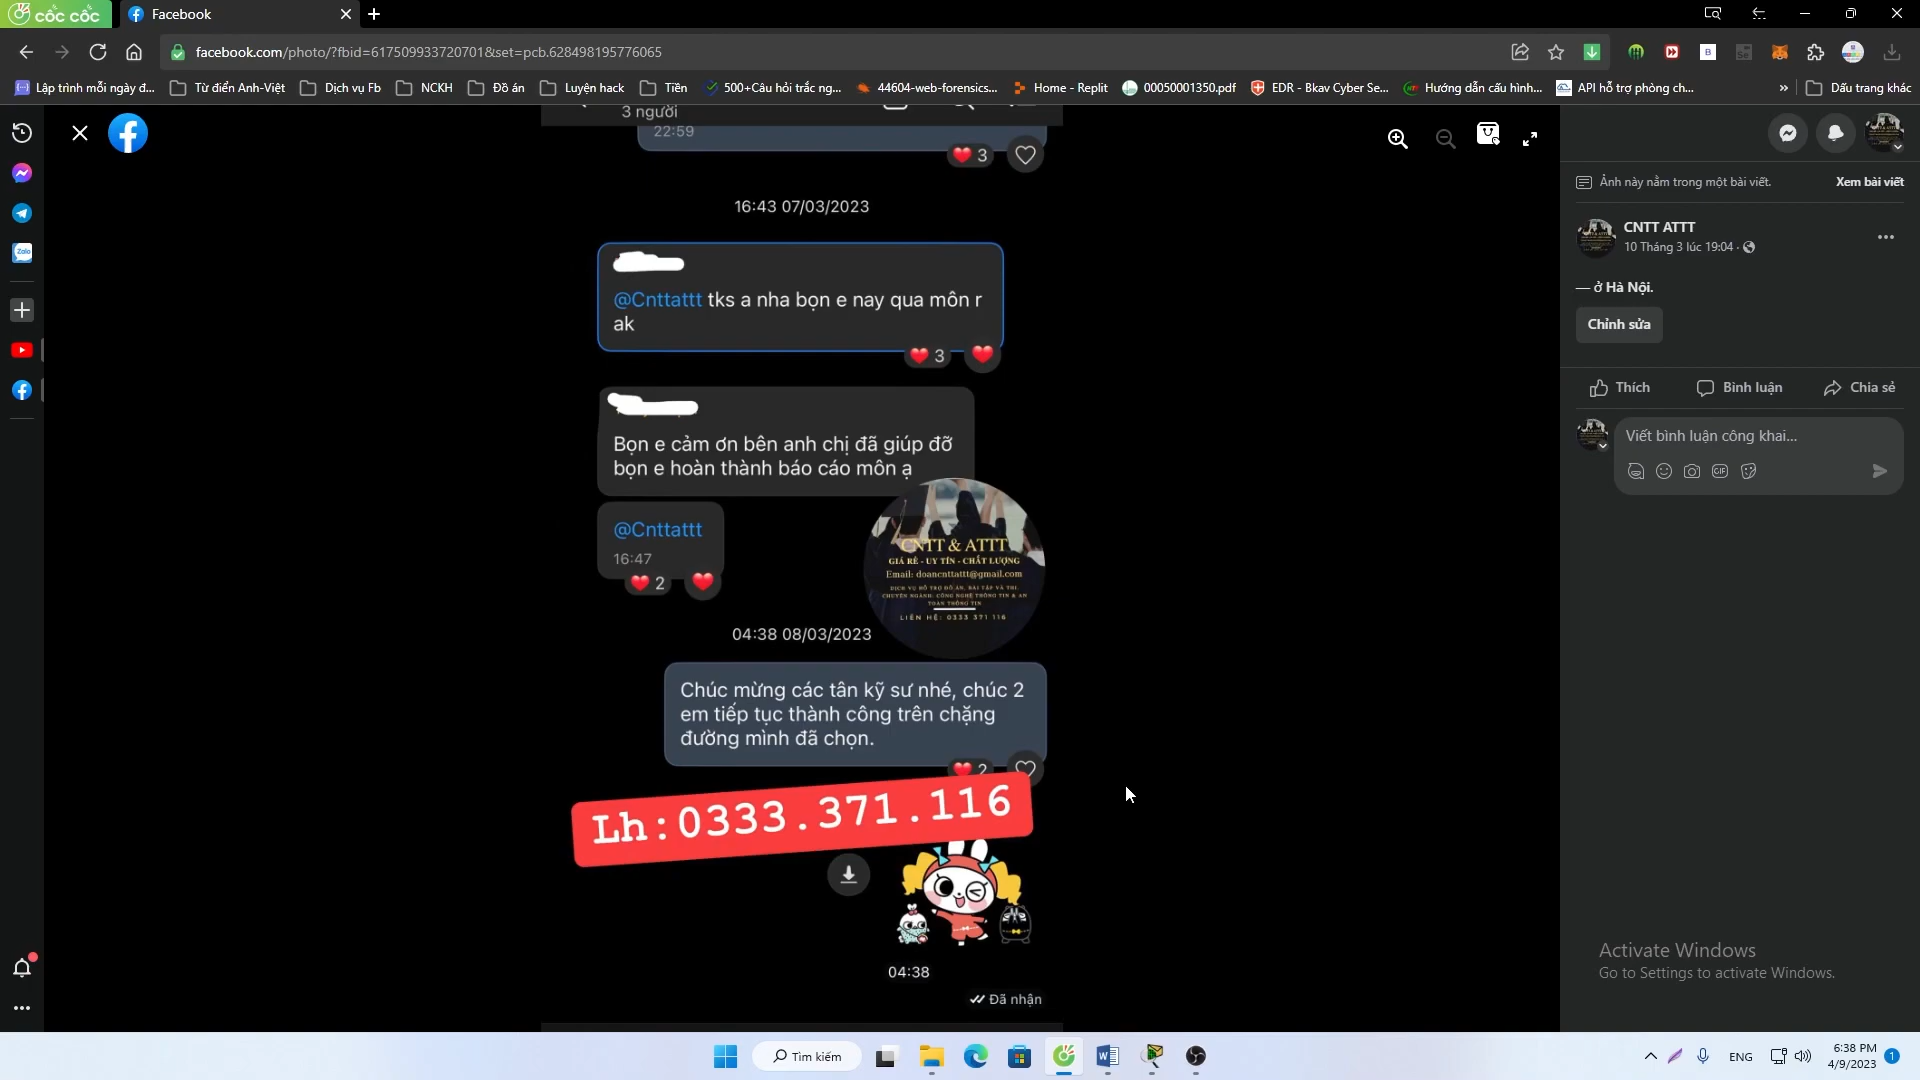 cốc cốc
Facebook
facebook.com/photo/?fbid=617509933720701&set=pcb.628498195776065
Lập trình mỗi ngày đ...
Từ điển Anh-Việt
Dịch vụ Fb
NCKH
Đồ án
Luyện hack
Tiền
500+Câu hỏi trắc ng...
44604-web-forensics...
Home - Replit
00050001350.pdf
EDR - Bkav Cyber Se...
Hướng dẫn cấu hình...
API hỗ trợ phòng ch...
»
Dấu trang khác
Zalo
3 người
22:59
3
16:43 07/03/2023
@Cnttattt tks a nha bọn e nay qua môn r
ak
3
Bọn e cảm ơn bên anh chị đã giúp đỡ
bọn e hoàn thành báo cáo môn ạ
@Cnttattt
16:47
2
CNTT & ATTT
GIÁ RẺ - UY TÍN - CHẤT LƯỢNG
Email: doancnttattt@gmail.com
DỊCH VỤ HỖ TRỢ ĐỒ ÁN, BÀI TẬP VÀ THI
CHUYÊN NGÀNH: CÔNG NGHỆ THÔNG TIN & AN
TOÀN THÔNG TIN
LIÊN HỆ: 0333 371 116
04:38 08/03/2023
Chúc mừng các tân kỹ sư nhé, chúc 2
em tiếp tục thành công trên chặng
đường mình đã chọn.
2
Lh:0333.371.116
04:38
Đã nhận
Ảnh này nằm trong một bài viết.
Xem bài viết
CNTT ATTT
10 Tháng 3 lúc 19:04 ·
— ở Hà Nội.
Chỉnh sửa
Thích
Bình luận
Chia sẻ
Viết bình luận công khai...
GIF
Activate Windows
Go to Settings to activate Windows.
Tìm kiếm
ENG
6:38 PM
4/9/2023
1